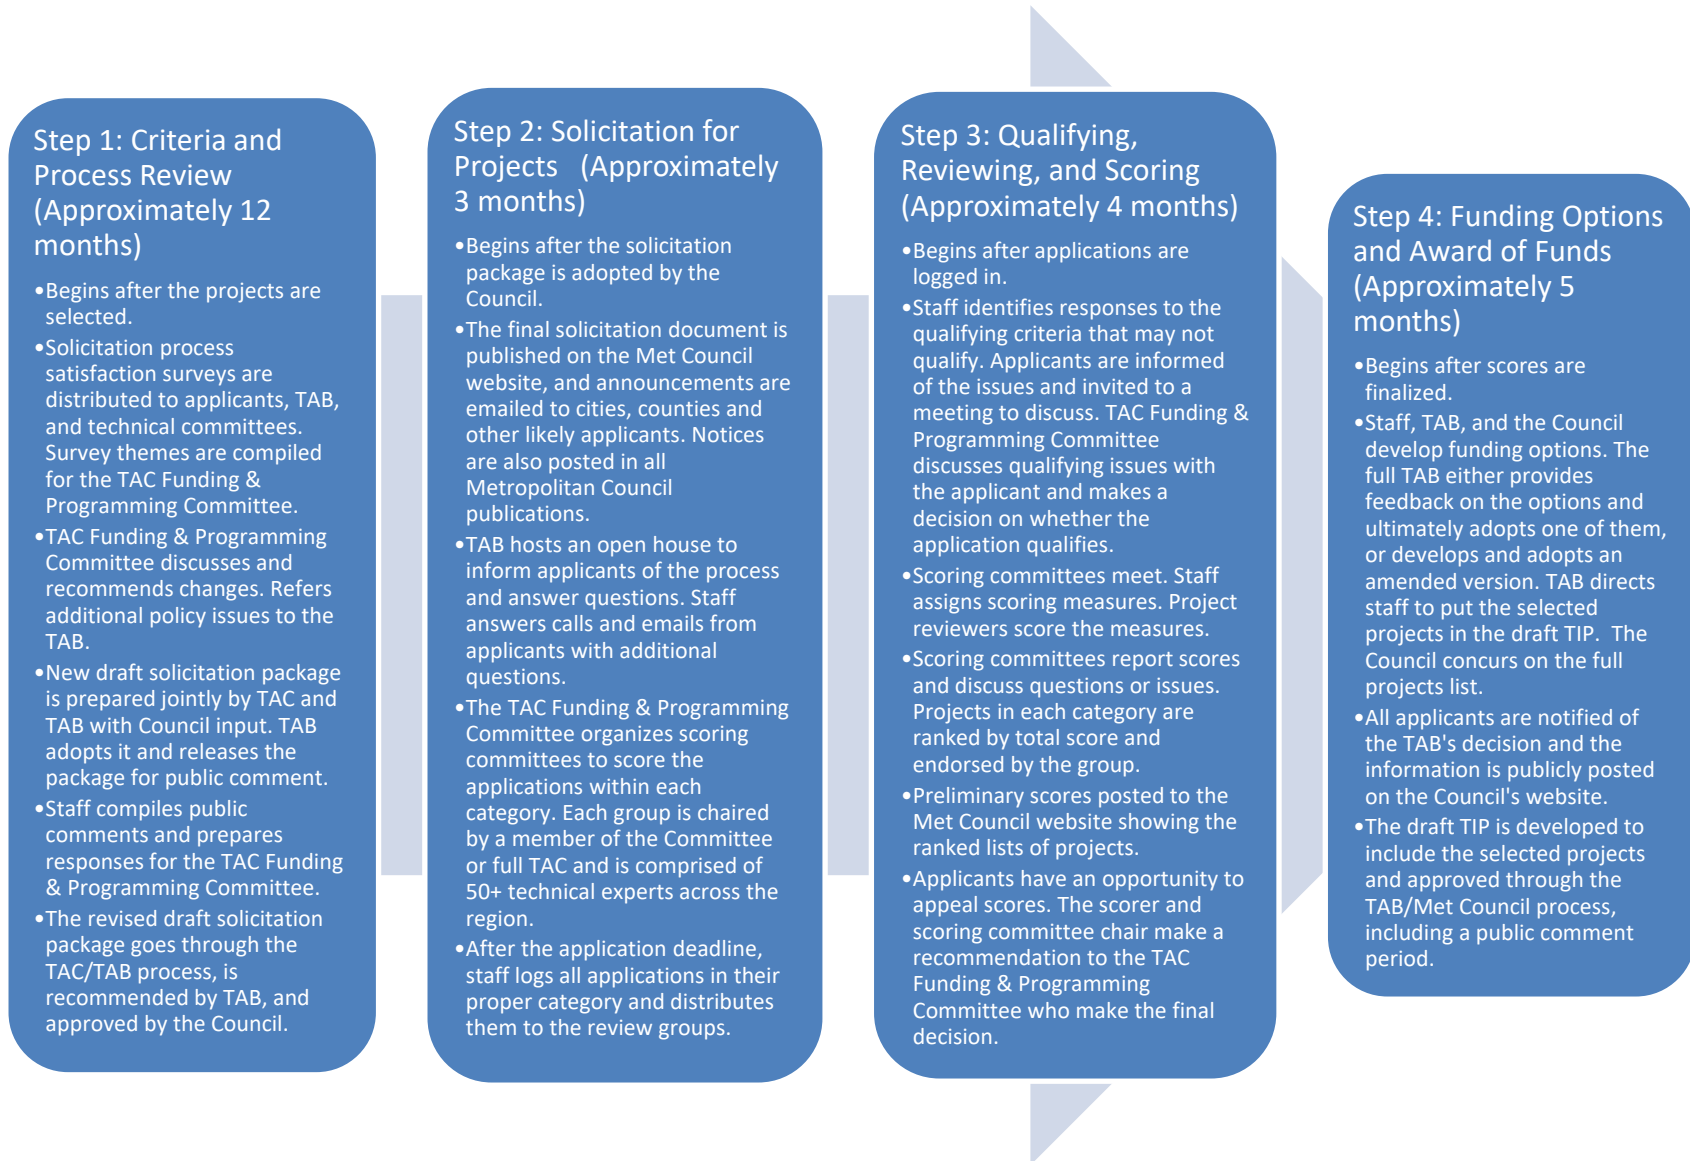 Step 1: Criteria and
Process Review
(Approximately 12
months)
•Begins after the projects are
selected.
•Solicitation process
satisfaction surveys are
distributed to applicants, TAB,
and technical committees.
Survey themes are compiled
for the TAC Funding &
Programming Committee.
•TAC Funding & Programming
Committee discusses and
recommends changes. Refers
additional policy issues to the
TAB.
•New draft solicitation package
is prepared jointly by TAC and
TAB with Council input. TAB
adopts it and releases the
package for public comment.
•Staff compiles public
comments and prepares
responses for the TAC Funding
& Programming Committee.
•The revised draft solicitation
package goes through the
TAC/TAB process, is
recommended by TAB, and
approved by the Council.
Step 2: Solicitation for
Projects (Approximately
3 months)
•Begins after the solicitation
package is adopted by the
Council.
•The final solicitation document is
published on the Met Council
website, and announcements are
emailed to cities, counties and
other likely applicants. Notices
are also posted in all
Metropolitan Council
publications.
•TAB hosts an open house to
inform applicants of the process
and answer questions. Staff
answers calls and emails from
applicants with additional
questions.
•The TAC Funding & Programming
Committee organizes scoring
committees to score the
applications within each
category. Each group is chaired
by a member of the Committee
or full TAC and is comprised of
50+ technical experts across the
region.
•After the application deadline,
staff logs all applications in their
proper category and distributes
them to the review groups.
Step 3: Qualifying,
Reviewing, and Scoring
(Approximately 4 months)
•Begins after applications are
logged in.
•Staff identifies responses to the
qualifying criteria that may not
qualify. Applicants are informed
of the issues and invited to a
meeting to discuss. TAC Funding &
Programming Committee
discusses qualifying issues with
the applicant and makes a
decision on whether the
application qualifies.
•Scoring committees meet. Staff
assigns scoring measures. Project
reviewers score the measures.
•Scoring committees report scores
and discuss questions or issues.
Projects in each category are
ranked by total score and
endorsed by the group.
•Preliminary scores posted to the
Met Council website showing the
ranked lists of projects.
•Applicants have an opportunity to
appeal scores. The scorer and
scoring committee chair make a
recommendation to the TAC
Funding & Programming
Committee who make the final
decision.
Step 4: Funding Options
and Award of Funds
(Approximately 5
months)
•Begins after scores are
finalized.
•Staff, TAB, and the Council
develop funding options. The
full TAB either provides
feedback on the options and
ultimately adopts one of them,
or develops and adopts an
amended version. TAB directs
staff to put the selected
projects in the draft TIP. The
Council concurs on the full
projects list.
•All applicants are notified of
the TAB's decision and the
information is publicly posted
on the Council's website.
•The draft TIP is developed to
include the selected projects
and approved through the
TAB/Met Council process,
including a public comment
period.